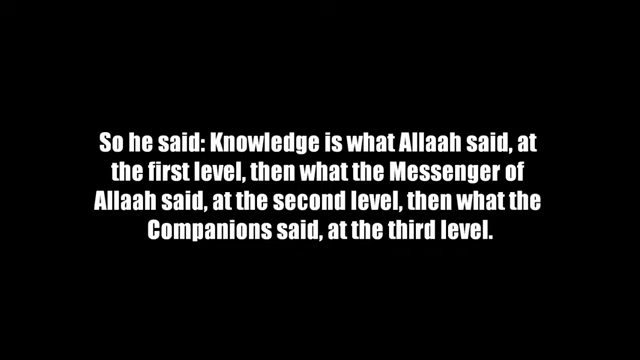 So he said: Knowledge is what Allaah said, at
the first level, then what the Messenger of
Allaah said, at the second level, then what the
Companions said, at the third level.